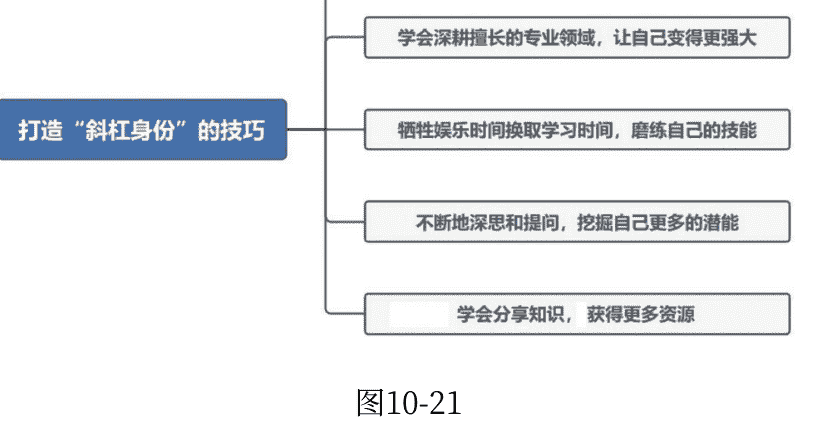 学会深耕擅长的专业领域，让自己变得更强大
打造“斜杠身份”的技巧
牺牲娱乐时间换取学习时间，磨练自己的技能
不断地深思和提问，挖掘自己更多的潜能
学会分享知识，获得更多资源
图10-21